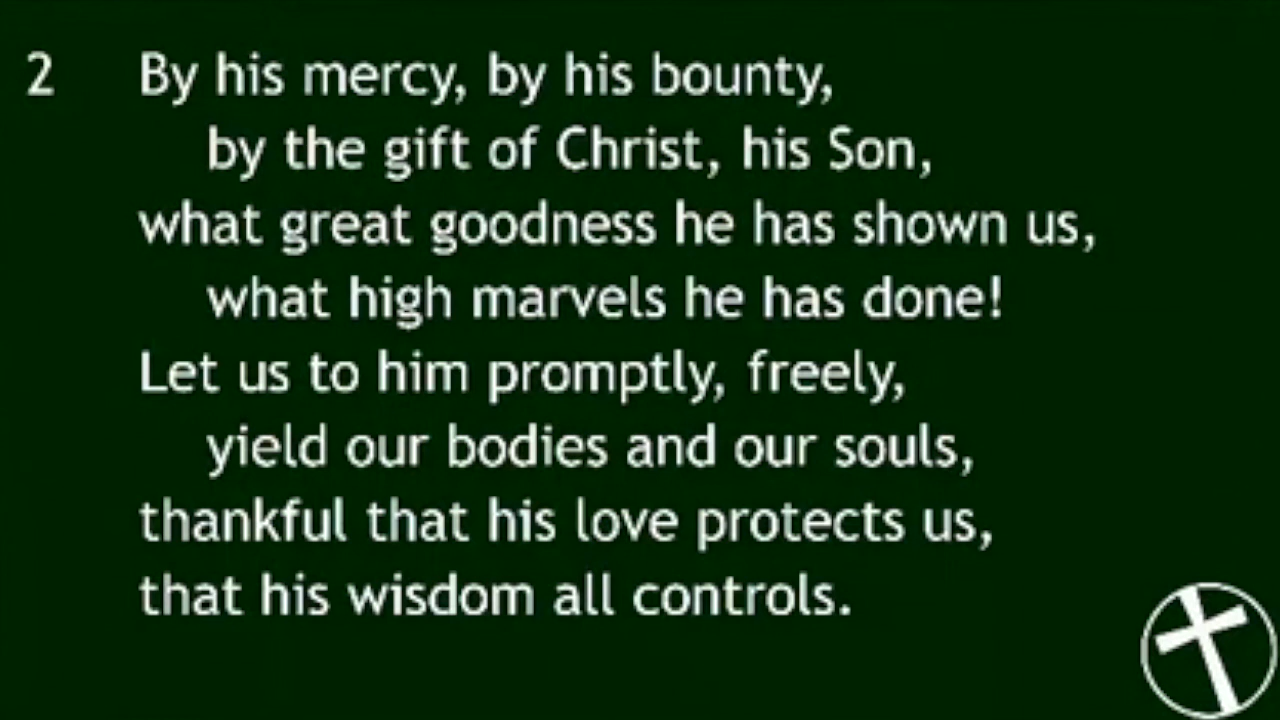 2 By his mercy, by his bounty,
by the gift of Christ, his Son,
what great goodness he has shown us,
what high marvels he has done!
Let us to him promptly, freely,
yield our bodies and our souls,
thankful that his love protects us,
that his wisdom all controls.